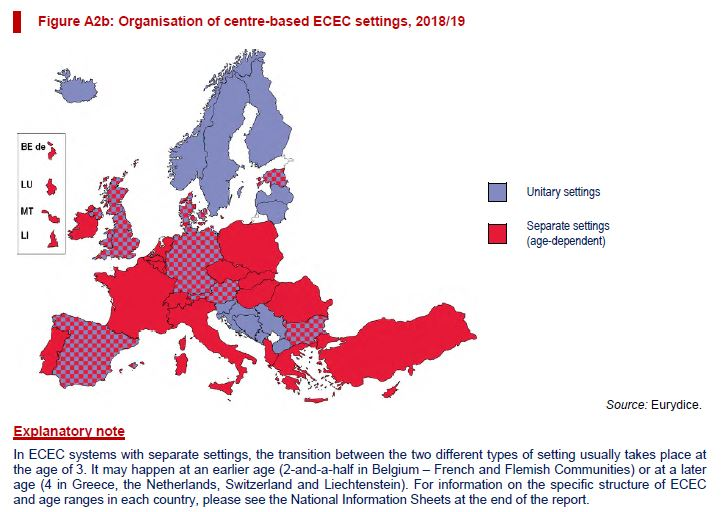 Figure A2b: Organisation of centre-based ECEC settings, 2018/19
BE de
LU
MT
LI
Unitary settings
Separate settings
(age-dependent)
Source: Eurydice.
Explanatory note
In ECEC systems with separate settings, the transition between the two different types of setting usually takes place at
the age of 3. It may happen at an earlier age (2-and-a-half in Belgium – French and Flemish Communities) or at a later
age (4 in Greece, the Netherlands, Switzerland and Liechtenstein). For information on the specific structure of ECEC
and age ranges in each country, please see the National Information Sheets at the end of the report.